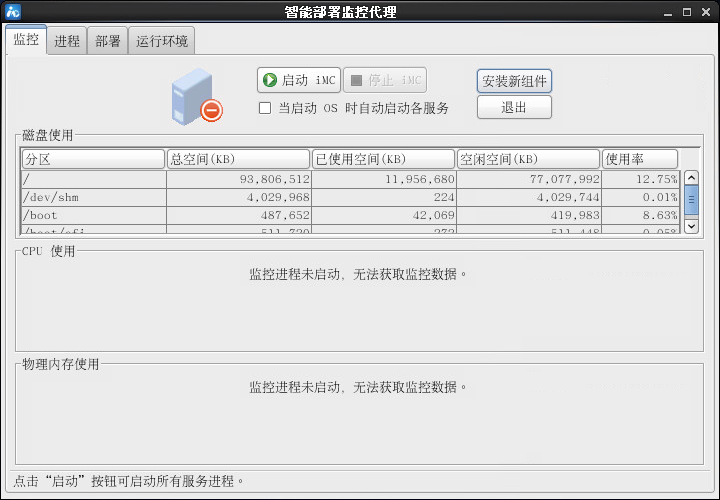 智能部署监控代理
监控 进程 部署 运行环境
启动 iMC 停止 iMC 安装新组件
当启动 OS 时自动启动各服务 退出
磁盘使用
分区 总空间(KB) 已使用空间(KB) 空闲空间(KB) 使用率
/ 93,806,512 11,956,680 77,077,992 12.75%
/dev/shm 4,029,968 224 4,029,744 0.01%
/boot 487,652 42,069 419,983 8.63%
/boot/efi 511,720 272 511,448 0.05%
CPU 使用
监控进程未启动，无法获取监控数据。
物理内存使用
监控进程未启动，无法获取监控数据。
点击“启动”按钮可启动所有服务进程。